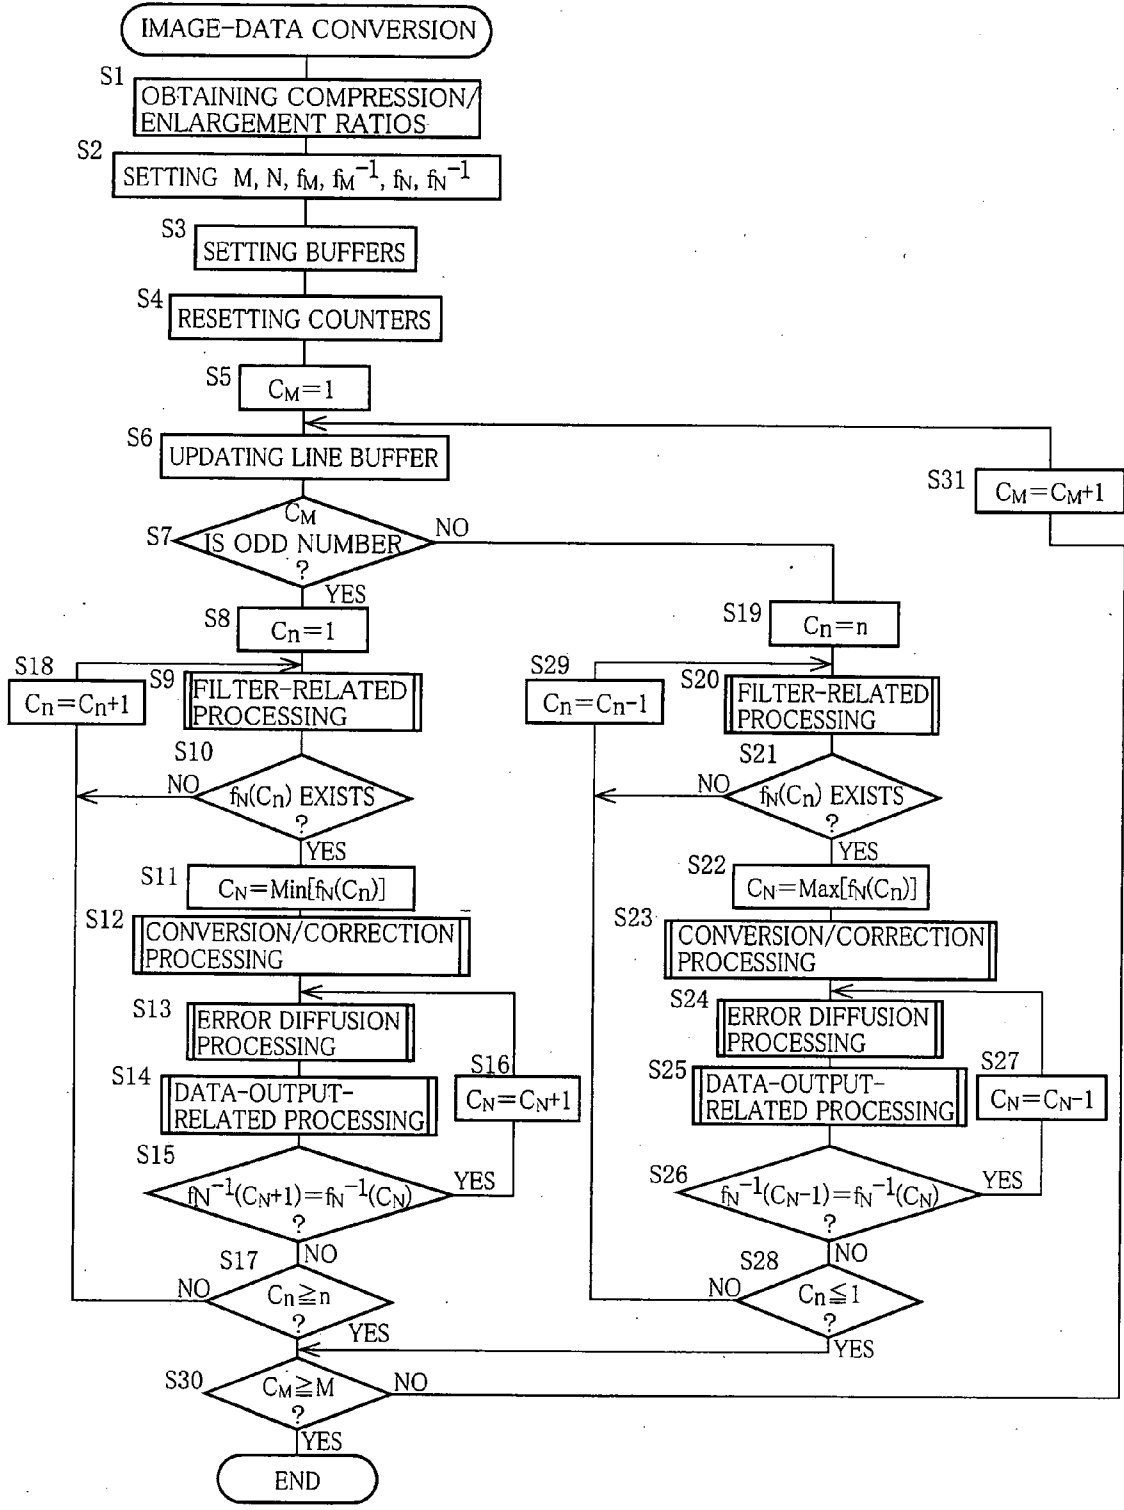 IMAGE-DATA CONVERSION
S1
OBTAINING COMPRESSION/
ENLARGEMENT RATIOS
S2
SETTING M, N, fM, fM⁻¹, fN, fN⁻¹
S3
SETTING BUFFERS
S4
RESETTING COUNTERS
S5
CM=1
S6
UPDATING LINE BUFFER
S31
CM=CM+1
S7
CM
IS ODD NUMBER
?
NO
YES
S8
Cn=1
S19
Cn=n
S18
Cn=Cn+1
S9
FILTER-RELATED
PROCESSING
S29
Cn=Cn-1
S20
FILTER-RELATED
PROCESSING
S10
fN(Cn) EXISTS
?
NO
YES
S21
fN(Cn) EXISTS
?
NO
YES
S11
CN=Min[fN(Cn)]
S22
CN=Max[fN(Cn)]
S12
CONVERSION/CORRECTION
PROCESSING
S23
CONVERSION/CORRECTION
PROCESSING
S13
ERROR DIFFUSION
PROCESSING
S24
ERROR DIFFUSION
PROCESSING
S14
DATA-OUTPUT-
RELATED PROCESSING
S16
CN=CN+1
S25
DATA-OUTPUT-
RELATED PROCESSING
S27
CN=CN-1
S15
fN⁻¹(CN+1)=fN⁻¹(CN)
?
YES
NO
S26
fN⁻¹(CN-1)=fN⁻¹(CN)
?
YES
NO
S17
Cn≧n
?
NO
YES
S28
Cn≦1
?
NO
YES
S30
CM≧M
?
NO
YES
END